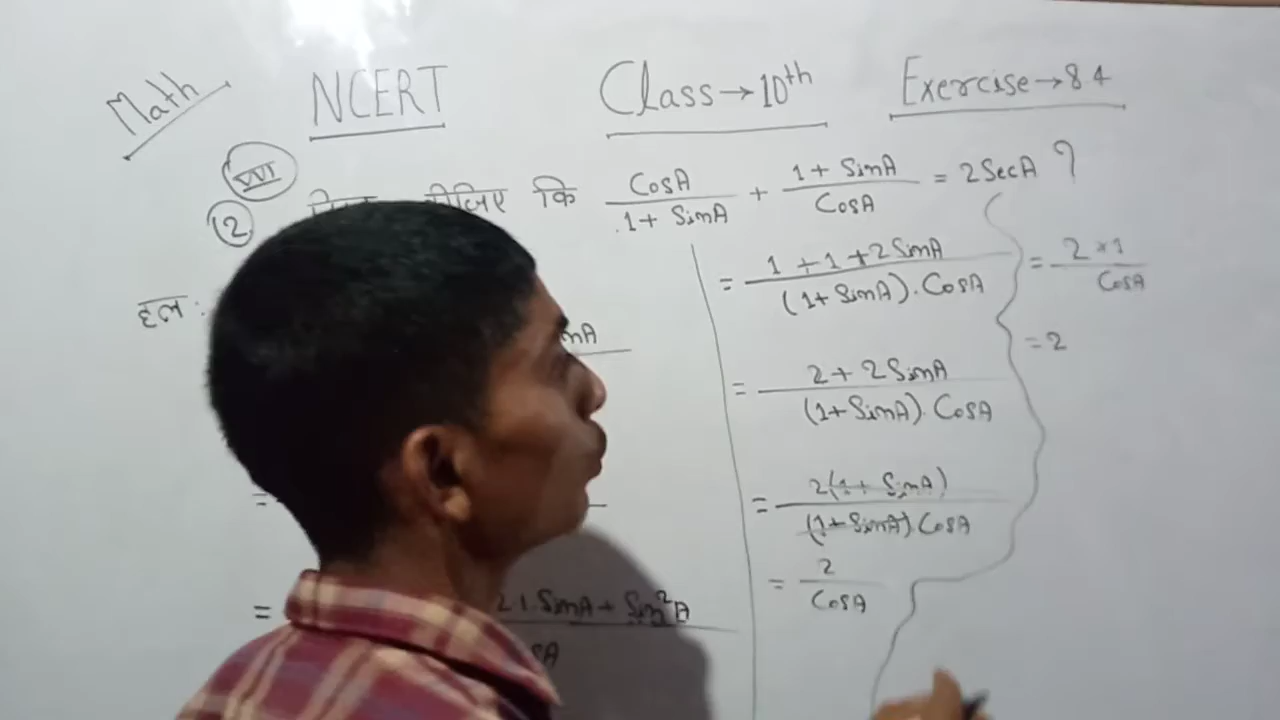 Math NCERT Class→10th Exercise→8.4
VVI
(2) कीजिए कि CosA/1+SinA + 1+SinA/CosA = 2SecA ?
हल:
nA
=
= 2.1.SinA+Sin²A
sA
= 1+1+2SinA/(1+SinA).CosA
= 2+2SinA/(1+SinA).CosA
= 2(1+SinA)/(1+SinA).CosA
= 2/CosA
= 2×1/CosA
= 2